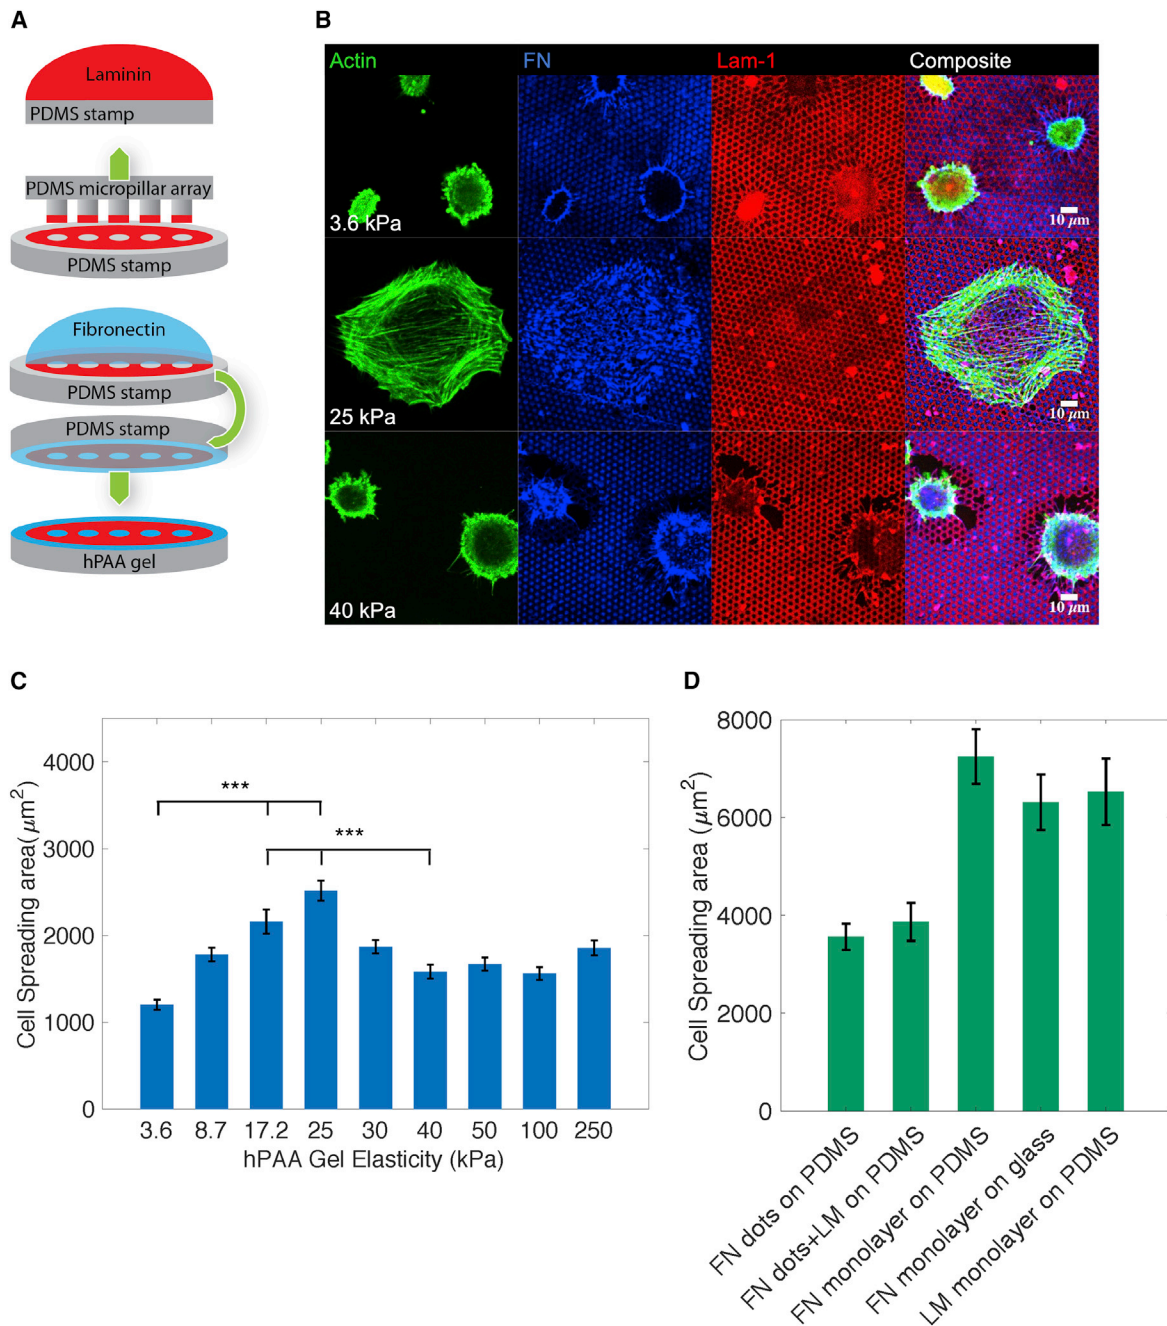 A
Laminin
PDMS stamp
PDMS micropillar array
PDMS stamp
Fibronectin
PDMS stamp
PDMS stamp
hPAA gel
B
Actin
FN
Lam-1
Composite
3.6 kPa
10 μm
25 kPa
10 μm
40 kPa
10 μm
C
Cell Spreading area(μm²)
4000
3000
2000
1000
0
***
***
3.6 8.7 17.2 25 30 40 50 100 250
hPAA Gel Elasticity (kPa)
D
Cell Spreading area (μm²)
8000
6000
4000
2000
0
FN dots on PDMS
FN dots+LM on PDMS
FN monolayer on PDMS
FN monolayer on glass
LM monolayer on PDMS